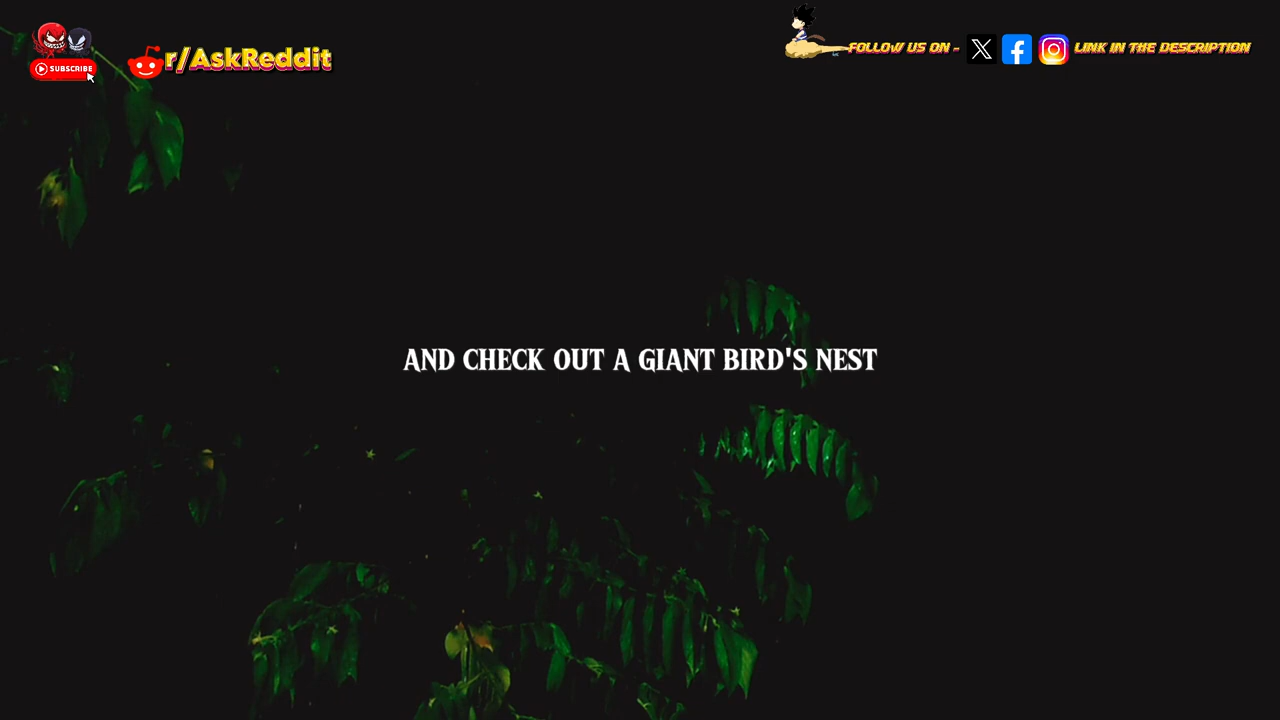 SUBSCRIBE
r/AskReddit
FOLLOW US ON -
LINK IN THE DESCRIPTION
AND CHECK OUT A GIANT BIRD'S NEST